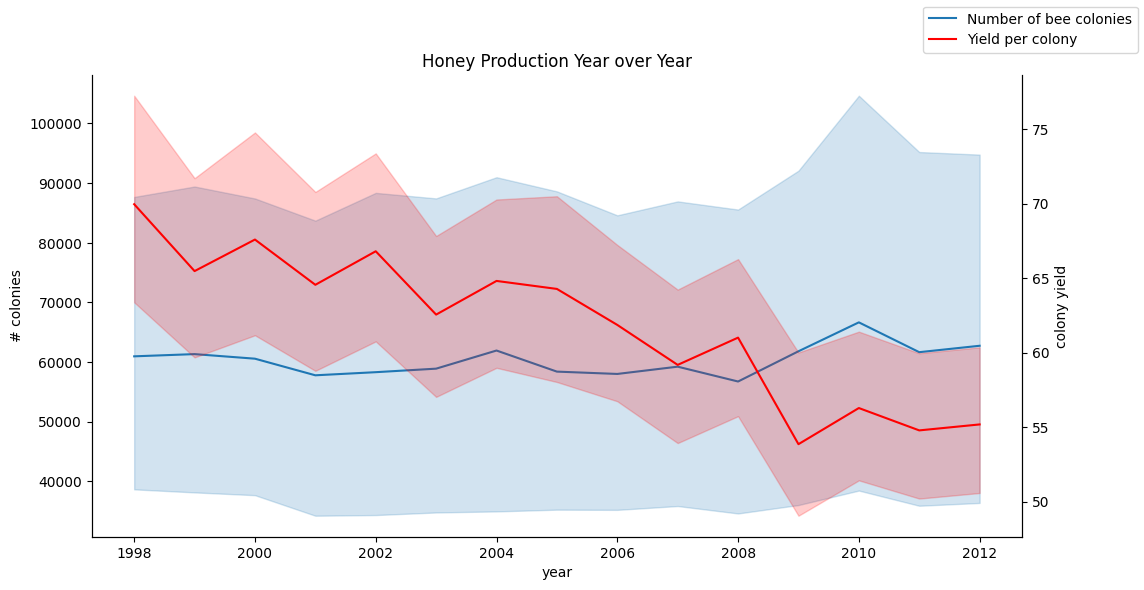 Number of bee colonies
Yield per colony
Honey Production Year over Year
100000
90000
80000
70000
60000
50000
40000
# colonies
75
70
65
60
55
50
colony yield
1998 2000 2002 2004 2006 2008 2010 2012
year